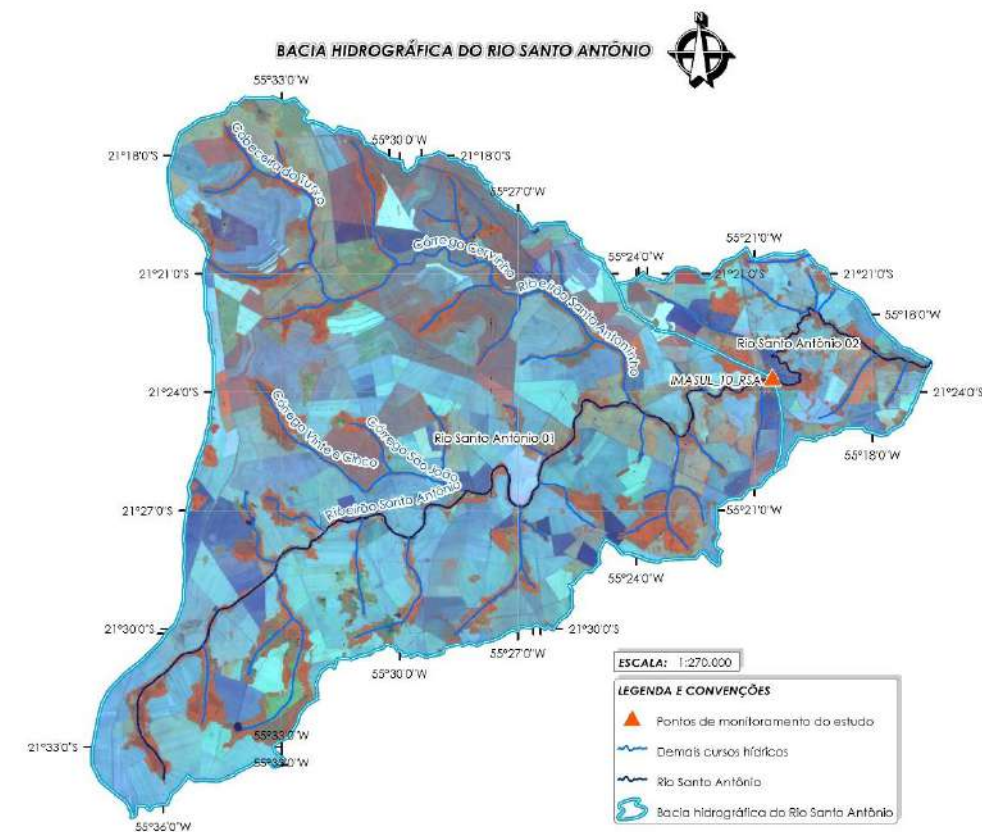 N
BACIA HIDROGRÁFICA DO RIO SANTO ANTÔNIO
55°33'0"W
55°30'0"W
21°18'0"S
21°18'0"S
Cabeceira do Turvo
55°27'0"W
55°21'0"W
Córrego Cervinho
55°24'0"W
21°21'0"S
21°21'0"S
21°21'0"S
Ribeirão Santo Antoninho
55°18'0"W
Rio Santo Antônio 02
IMASUL_10_RSA
21°24'0"S
21°24'0"S
Córrego Vinte e Cinco
Córrego São João
Rio Santo Antônio 01
55°18'0"W
Ribeirão Santo Antônio
21°27'0"S
55°21'0"W
55°24'0"W
21°30'0"S
21°30'0"S
55°27'0"W
55°30'0"W
ESCALA: 1:270.000
LEGENDA E CONVENÇÕES
Pontos de monitoramento do estudo
55°33'0"W
21°33'0"S
Demais cursos hídricos
Rio Santo Antônio
Bacia hidrográfica do Rio Santo Antônio
55°36'0"W